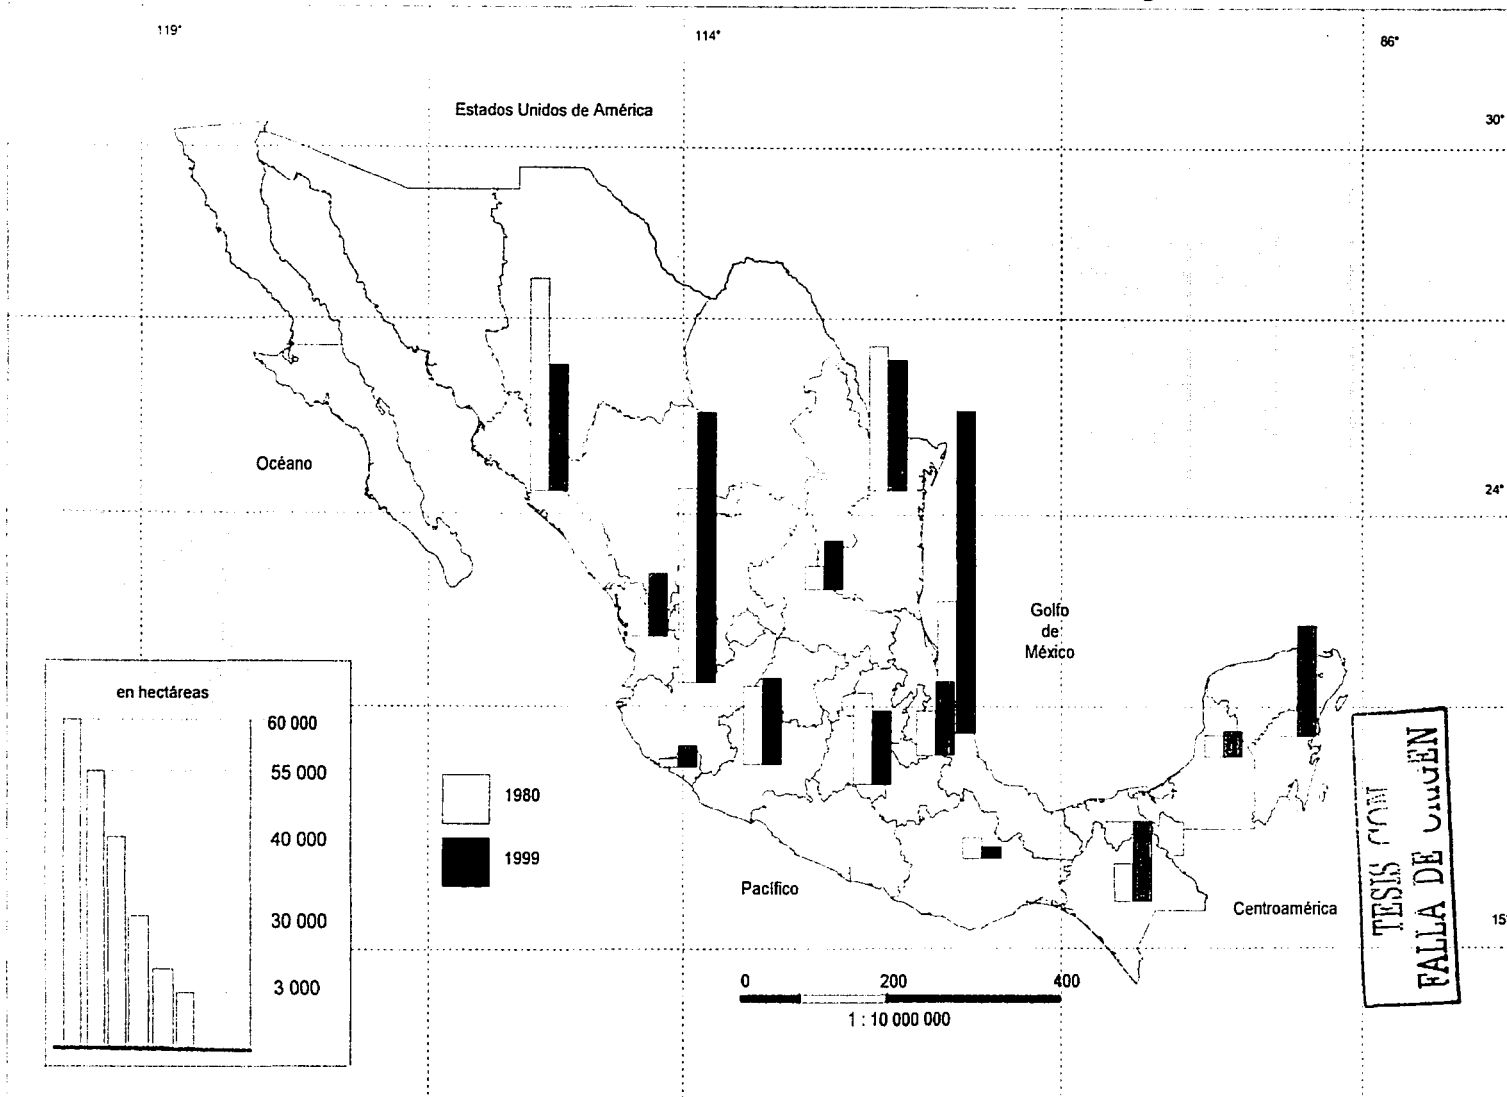 119°
114°
86°
Estados Unidos de América
30°
Océano
24°
Golfo
de
México
en hectáreas
60 000
55 000
40 000
30 000
3 000
1980
1999
Pacífico
Centroamérica
15
0 200 400
1 : 10 000 000
TESIS CON
FALLA DE ORIGEN